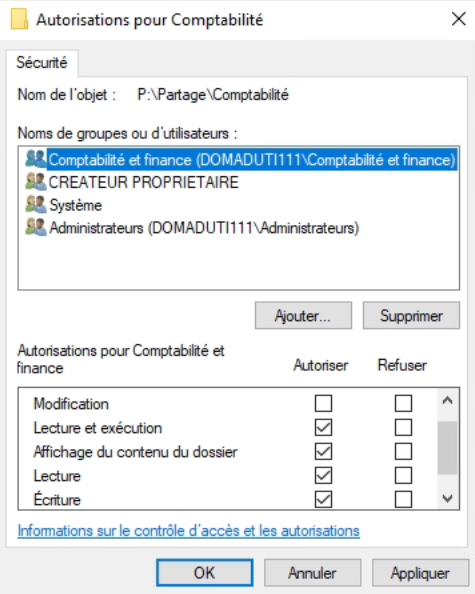 Autorisations pour Comptabilité
Sécurité
Nom de l'objet : P:\Partage\Comptabilité
Noms de groupes ou d'utilisateurs :
Comptabilité et finance (DOMADUTI111\Comptabilité et finance)
CREATEUR PROPRIETAIRE
Système
Administrateurs (DOMADUTI111\Administrateurs)
Ajouter... Supprimer
Autorisations pour Comptabilité et
finance Autoriser Refuser
Modification
Lecture et exécution
Affichage du contenu du dossier
Lecture
Écriture
Informations sur le contrôle d'accès et les autorisations
OK Annuler Appliquer